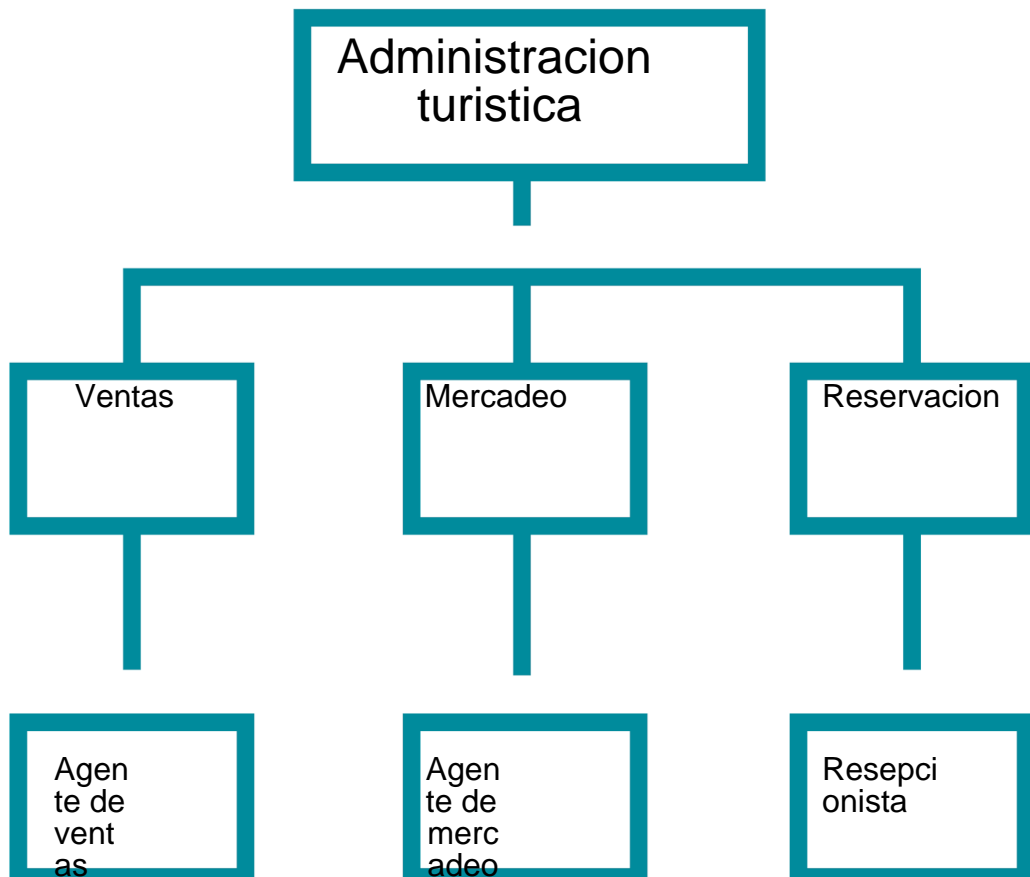 Administracion
turistica
Ventas
Mercadeo
Reservacion
Agen
te de
vent
as
Agen
te de
merc
adeo
Resepci
onista